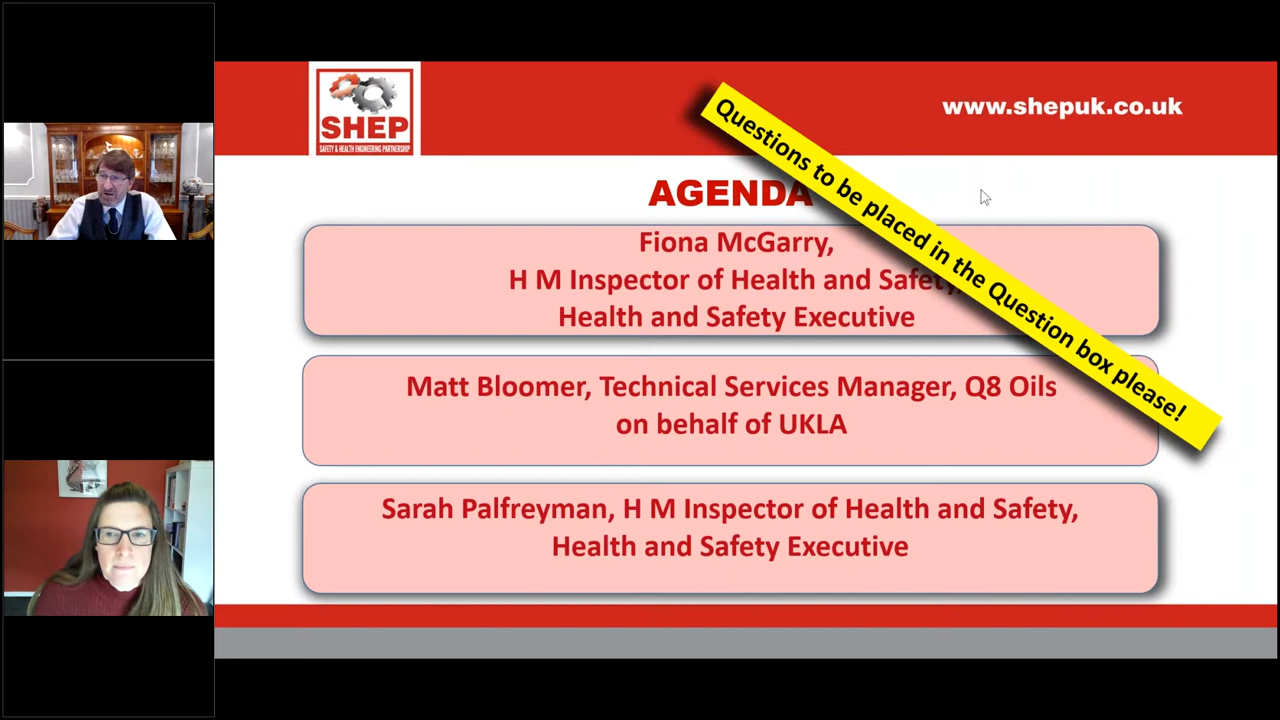 SHEP
SAFETY & HEALTH ENGINEERING PARTNERSHIP
www.shepuk.co.uk
Questions to be placed in the Question box please!
AGENDA
Fiona McGarry,
H M Inspector of Health and Safety,
Health and Safety Executive
Matt Bloomer, Technical Services Manager, Q8 Oils
on behalf of UKLA
Sarah Palfreyman, H M Inspector of Health and Safety,
Health and Safety Executive